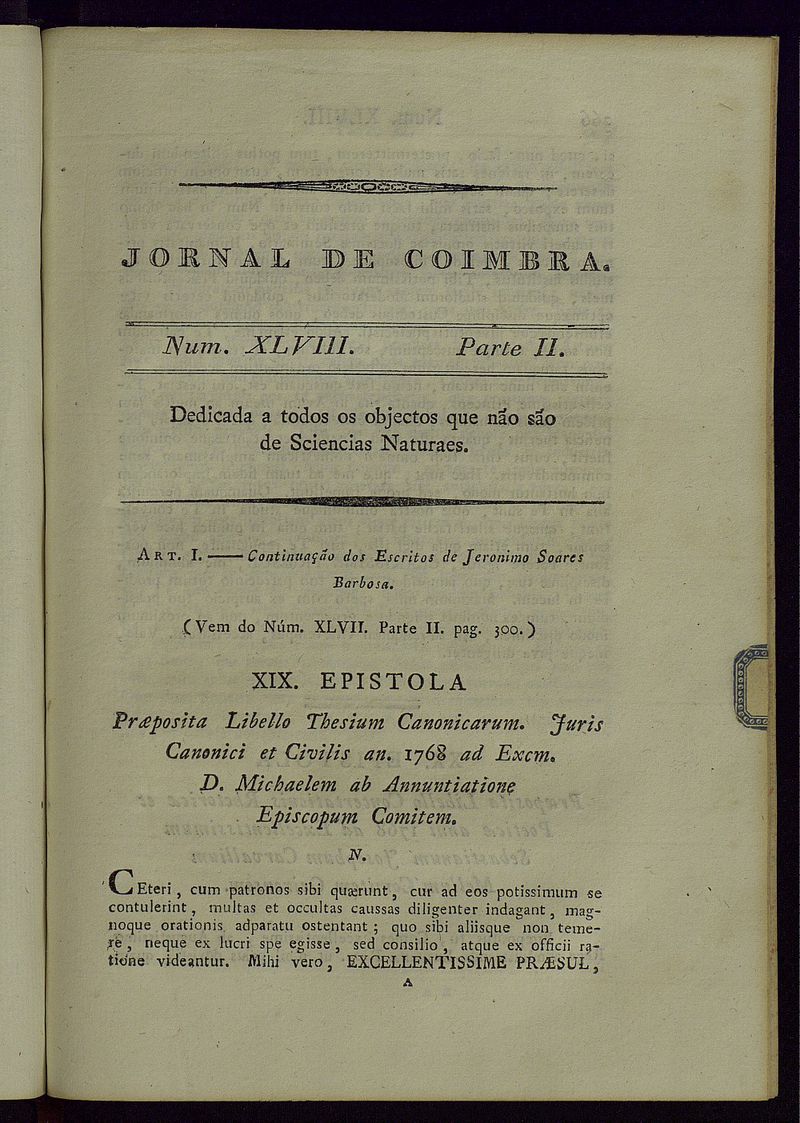 JORNAL DE COIMBRA.
Num. XLVIII. Parte II.
Dedicada a todos os objectos que não são
de Sciencias Naturaes.
ART. I. —— Continuação dos Escritos de Jeronimo Soares
Barbosa.
(Vem do Núm. XLVII. Parte II. pag. 300.)
XIX. EPISTOLA
Præposita Libello Thesium Canonicarum. Juris
Canonici et Civilis an. 1768 ad Excm.
D. Michaelem ab Annuntiatione
Episcopum Comitem.
N.
CEteri, cum patronos sibi quærunt, cur ad eos potissimum se
contulerint, multas et occultas caussas diligenter indagant, mag-
noque orationis adparatu ostentant; quo sibi aliisque non teme-
re, neque ex lucri spe egisse, sed consilio, atque ex officii ra-
tione videantur. Mihi vero, EXCELLENTISSIME PRÆSUL,
A